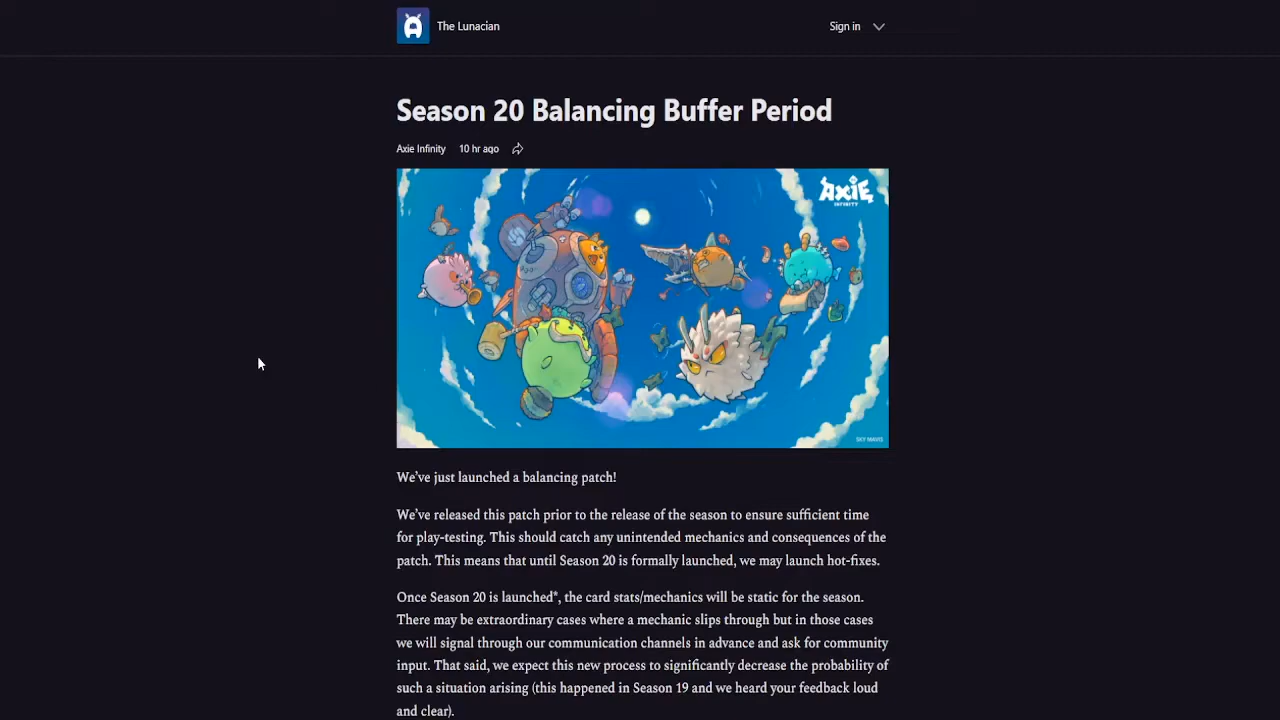 The Lunacian
Sign in
Season 20 Balancing Buffer Period
Axie Infinity 10 hr ago
AXIE
INFINITY
SKY MAVIS
We've just launched a balancing patch!
We've released this patch prior to the release of the season to ensure sufficient time
for play-testing. This should catch any unintended mechanics and consequences of the
patch. This means that until Season 20 is formally launched, we may launch hot-fixes.
Once Season 20 is launched*, the card stats/mechanics will be static for the season.
There may be extraordinary cases where a mechanic slips through but in those cases
we will signal through our communication channels in advance and ask for community
input. That said, we expect this new process to significantly decrease the probability of
such a situation arising (this happened in Season 19 and we heard your feedback loud
and clear).